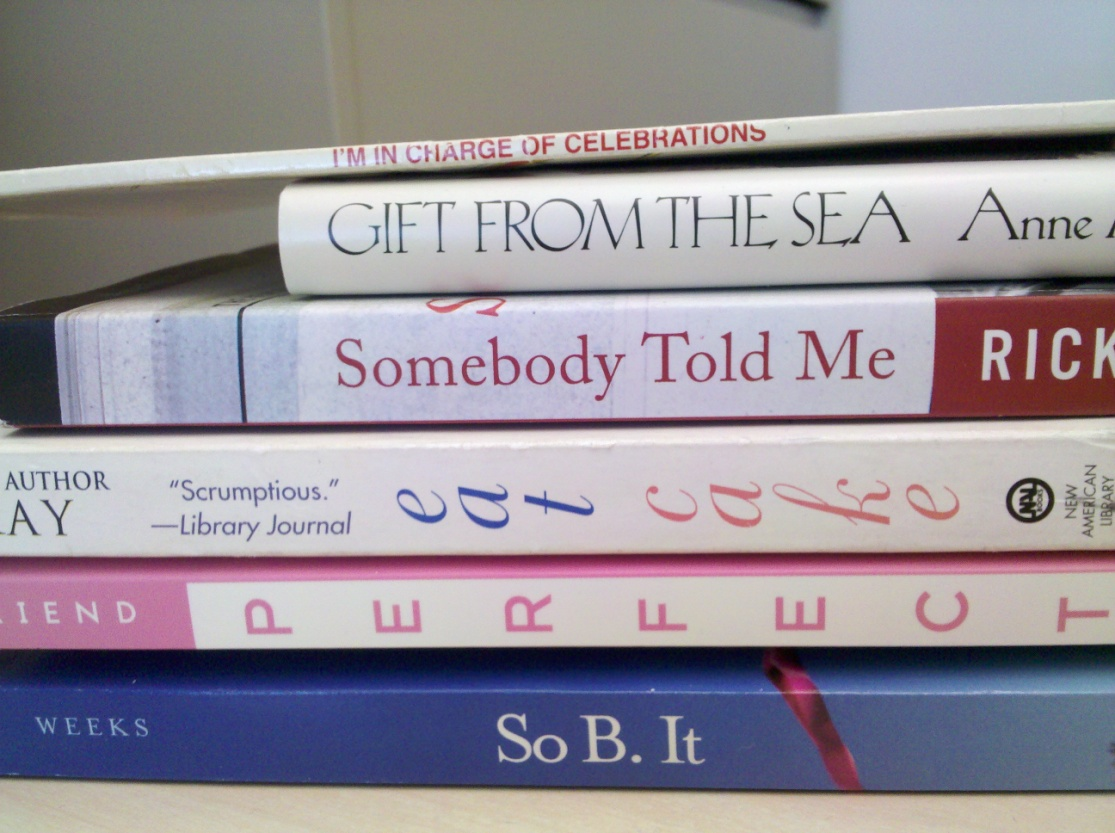 I'M IN CHARGE OF CELEBRATIONS
GIFT FROM THE SEA Anne
Somebody Told Me RICK
AUTHOR
AY
"Scrumptious."
—Library Journal
eat cake
NEW
AMERICAN
LIBRARY
RIEND PERFECT
WEEKS So B. It